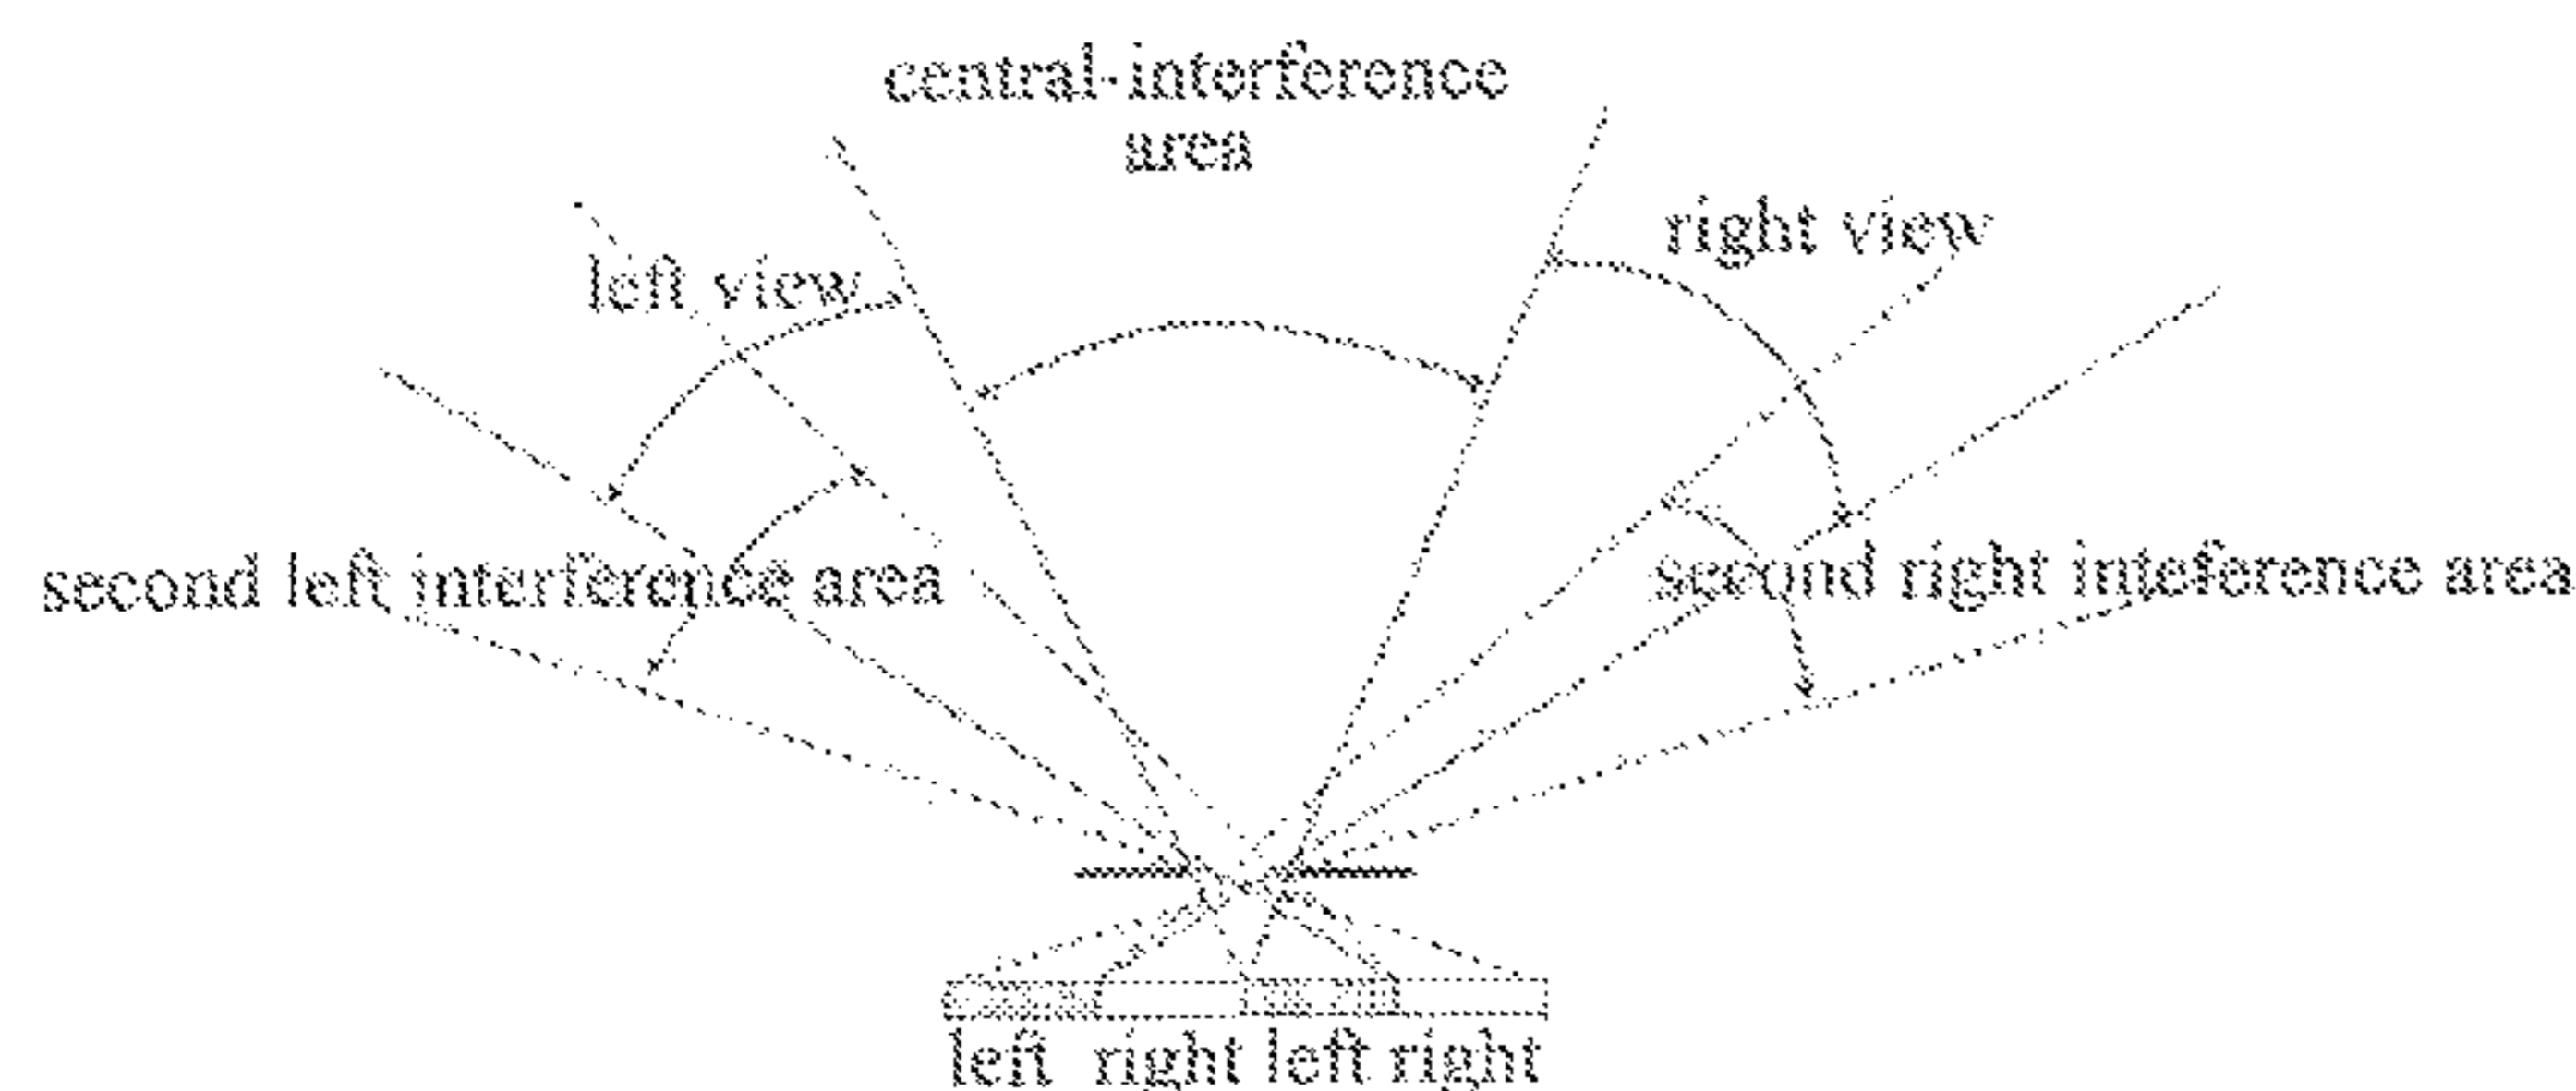 central-interference
area
right view
left view
second left interference area
second right inteference area
left right left right